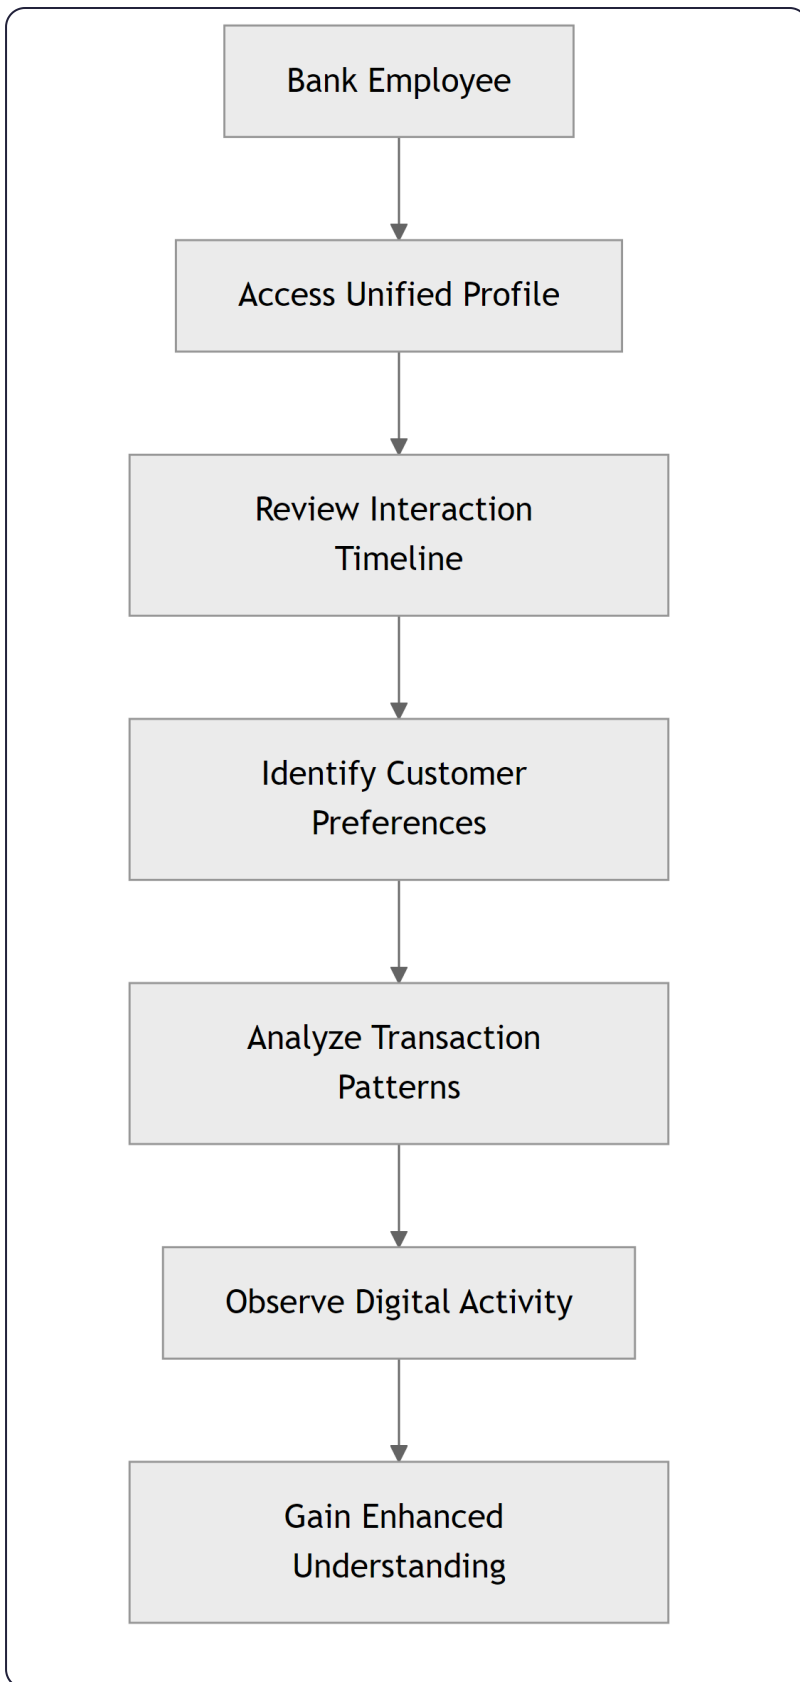 Bank Employee
Access Unified Profile
Review Interaction
Timeline
Identify Customer
Preferences
Analyze Transaction
Patterns
Observe Digital Activity
Gain Enhanced
Understanding